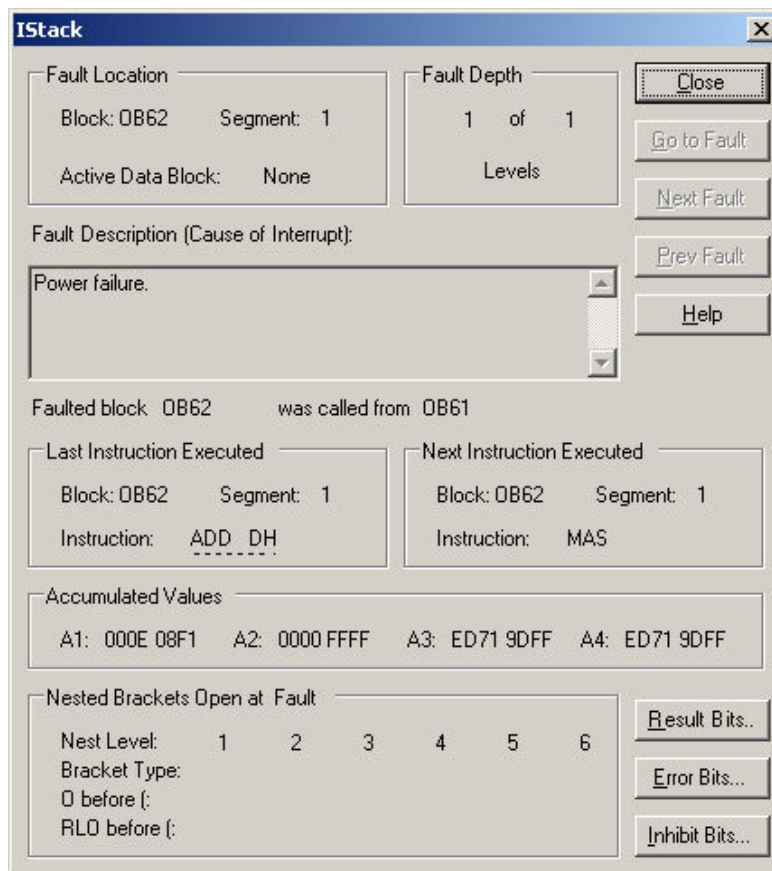 IStack
Fault Location
Block: OB62 Segment: 1
Active Data Block: None
Fault Depth
1 of 1
Levels
Close
Go to Fault
Next Fault
Prev Fault
Help
Fault Description (Cause of Interrupt):
Power failure.
Faulted block OB62 was called from OB61
Last Instruction Executed
Block: OB62 Segment: 1
Instruction: ADD DH
Next Instruction Executed
Block: OB62 Segment: 1
Instruction: MAS
Accumulated Values
A1: 000E 08F1 A2: 0000 FFFF A3: ED71 9DFF A4: ED71 9DFF
Nested Brackets Open at Fault
Nest Level: 1 2 3 4 5 6
Bracket Type:
O before (:
RLO before (:
Result Bits..
Error Bits...
Inhibit Bits...